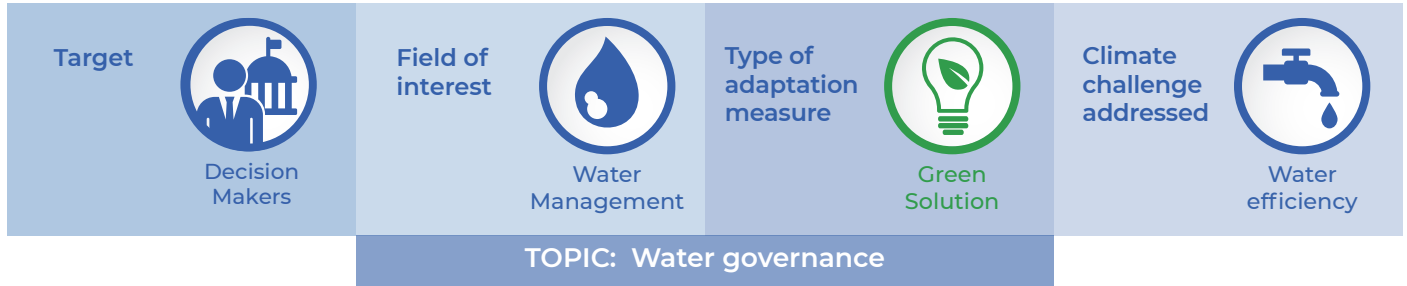 Target
Decision
Makers
Field of
interest
Water
Management
Type of
adaptation
measure
Green
Solution
Climate
challenge
addressed
Water
efficiency
TOPIC: Water governance